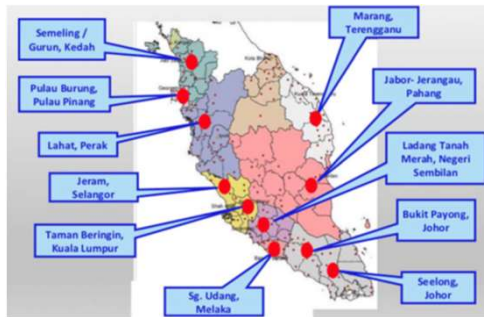 Semeling /
Gurun, Kedah
Marang,
Terengganu
Pulau Burung,
Pulau Pinang
Jabor- Jerangau,
Pahang
Lahat, Perak
Ladang Tanah
Merah, Negeri
Sembilan
Jeram,
Selangor
Bukit Payong,
Johor
Taman Beringin,
Kuala Lumpur
Seelong,
Johor
Sg. Udang,
Melaka